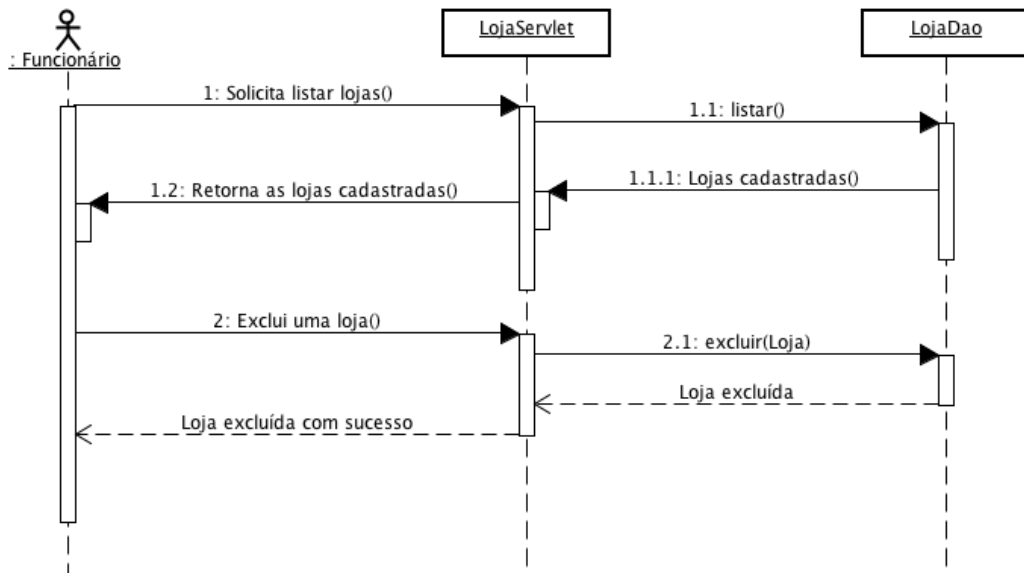 : Funcionário
LojaServlet
LojaDao
1: Solicita listar lojas()
1.1: listar()
1.1.1: Lojas cadastradas()
1.2: Retorna as lojas cadastradas()
2: Exclui uma loja()
2.1: excluir(Loja)
Loja excluída
Loja excluída com sucesso